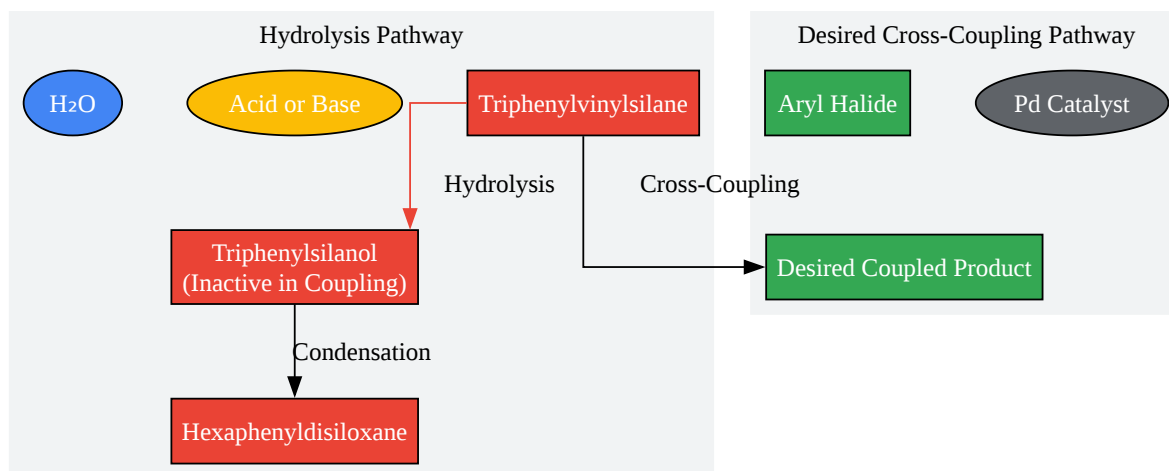 Hydrolysis Pathway
Desired Cross-Coupling Pathway
H₂O
Acid or Base
Triphenylvinylsilane
Aryl Halide
Pd Catalyst
Hydrolysis
Cross-Coupling
Triphenylsilanol
(Inactive in Coupling)
Desired Coupled Product
Condensation
Hexaphenyldisiloxane